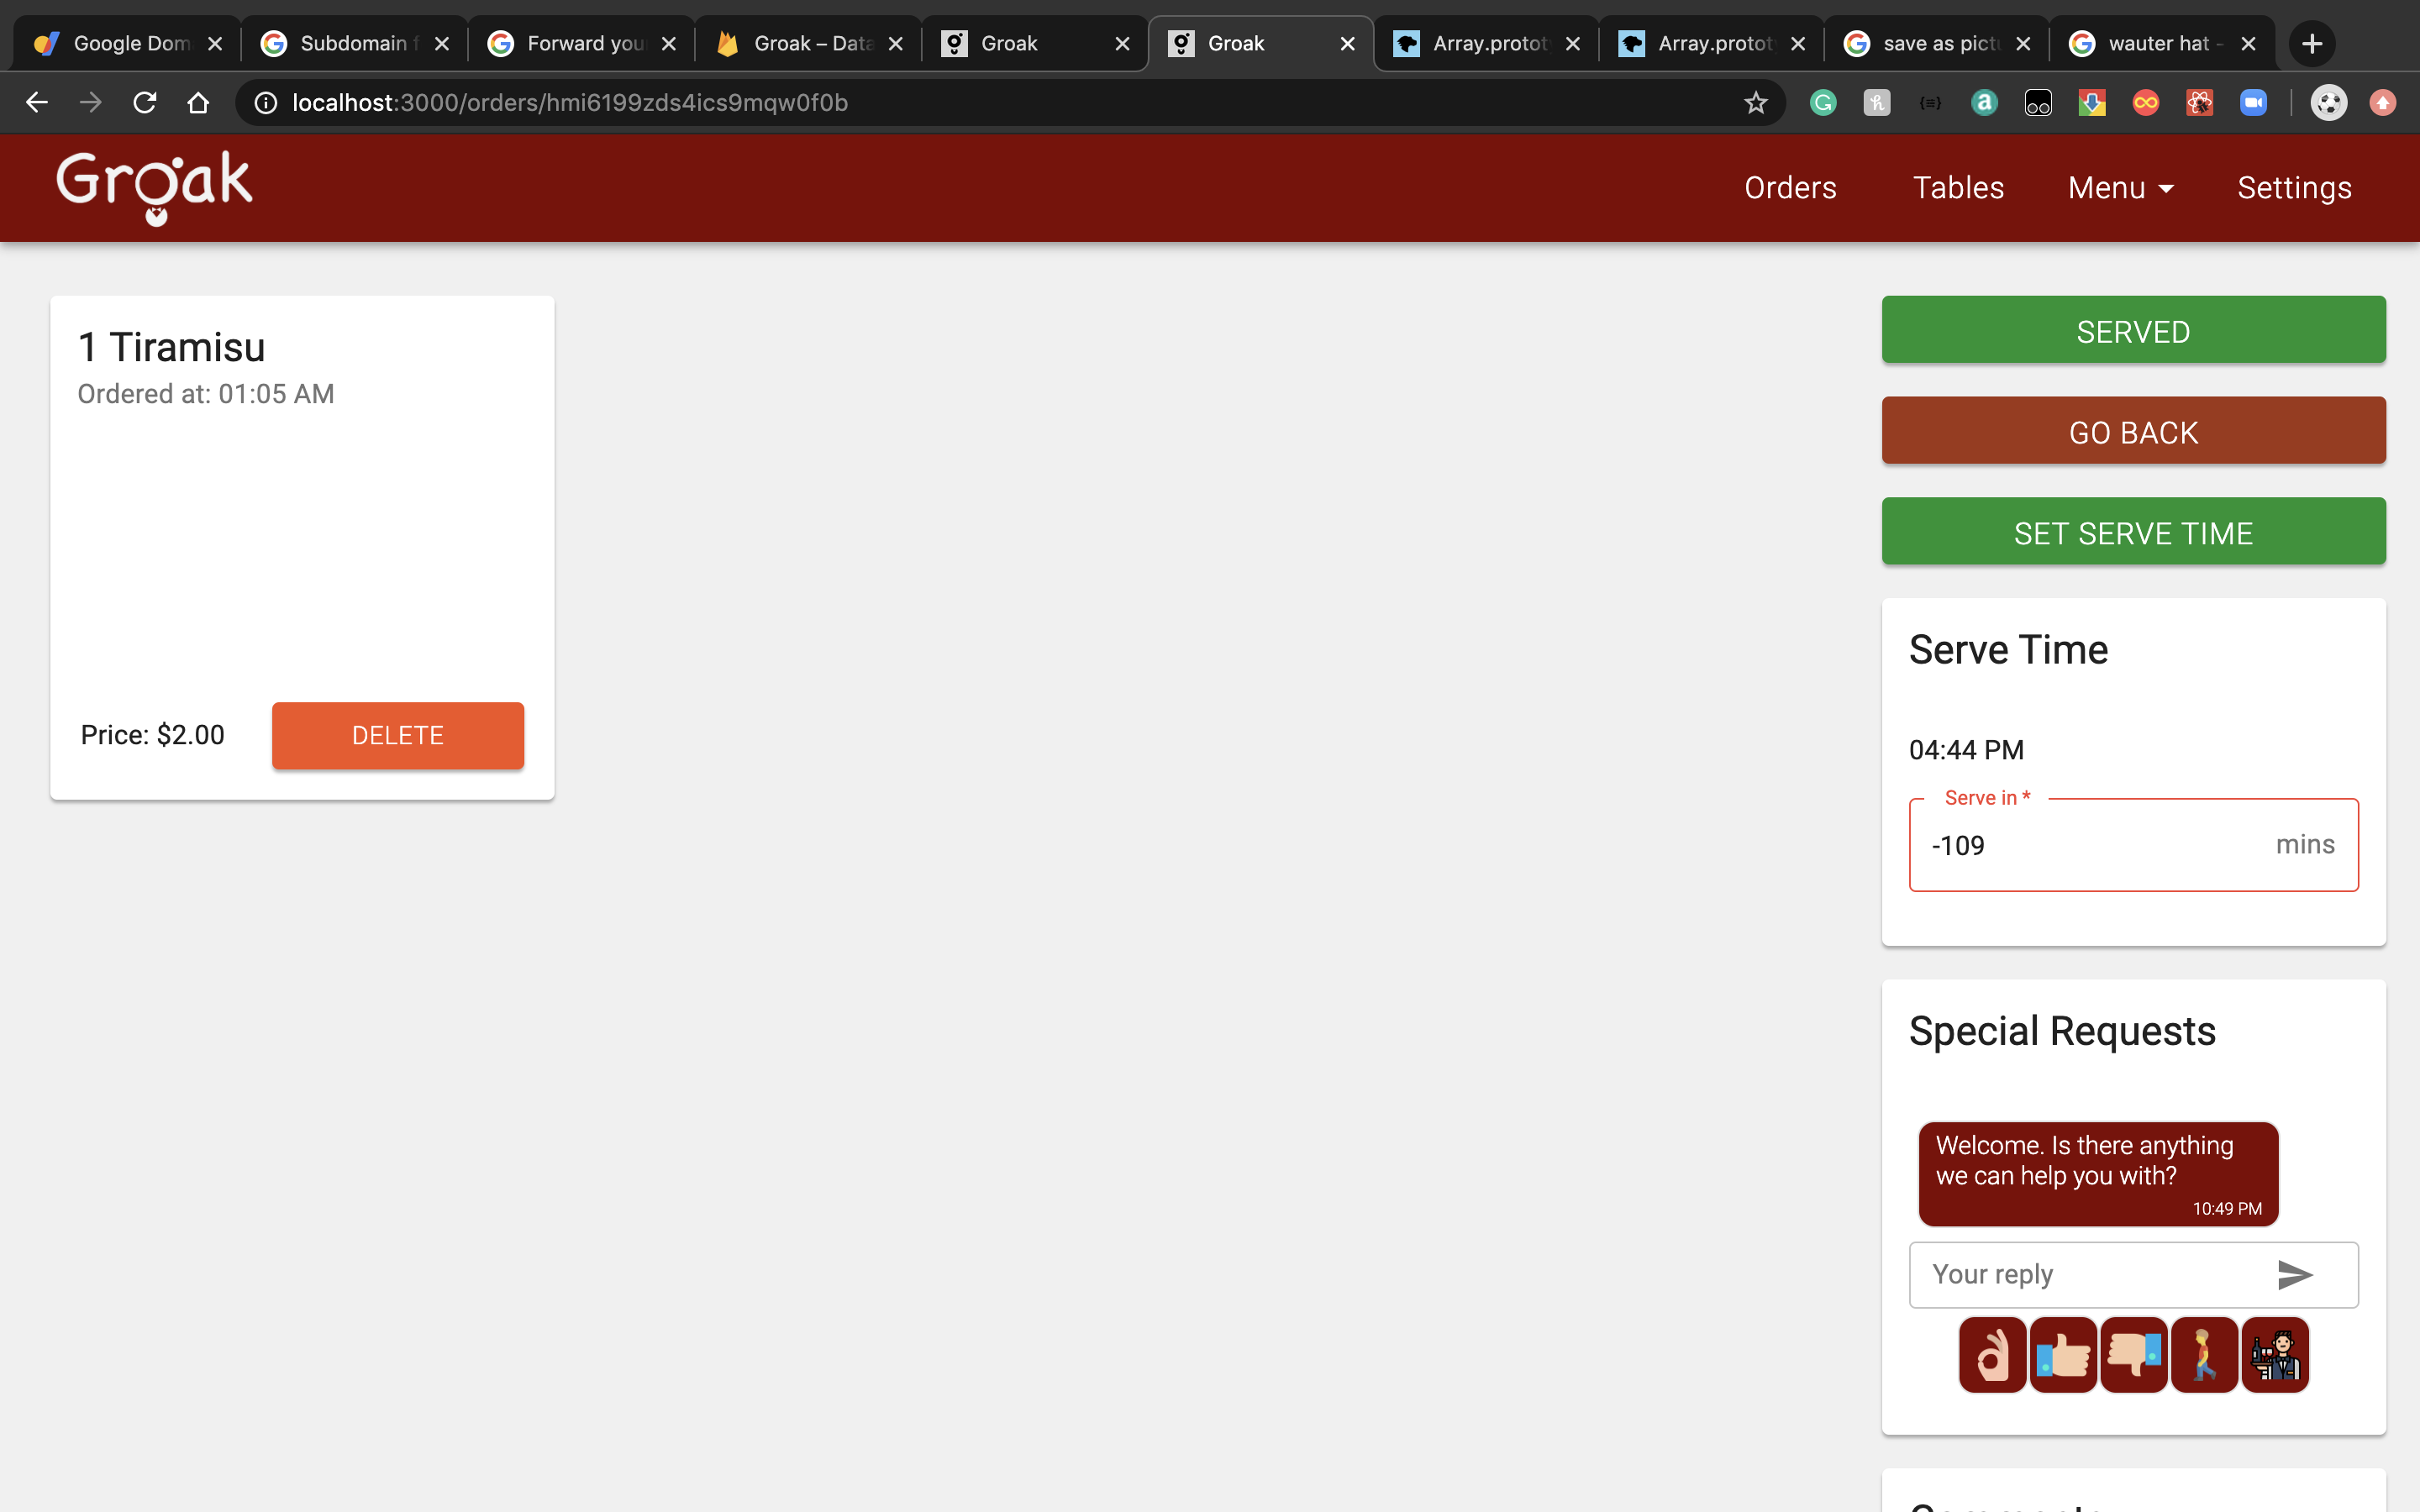 Google Dom
Subdomain f
Forward you
Groak – Data
Groak
Groak
Array.protot
Array.protot
save as pict
wauter hat -
localhost:3000/orders/hmi6199zds4ics9mqw0f0b
Groak
Orders
Tables
Menu
Settings
1 Tiramisu
Ordered at: 01:05 AM
Price: $2.00
DELETE
SERVED
GO BACK
SET SERVE TIME
Serve Time
04:44 PM
Serve in *
-109
mins
Special Requests
Welcome. Is there anything
we can help you with?
10:49 PM
Your reply